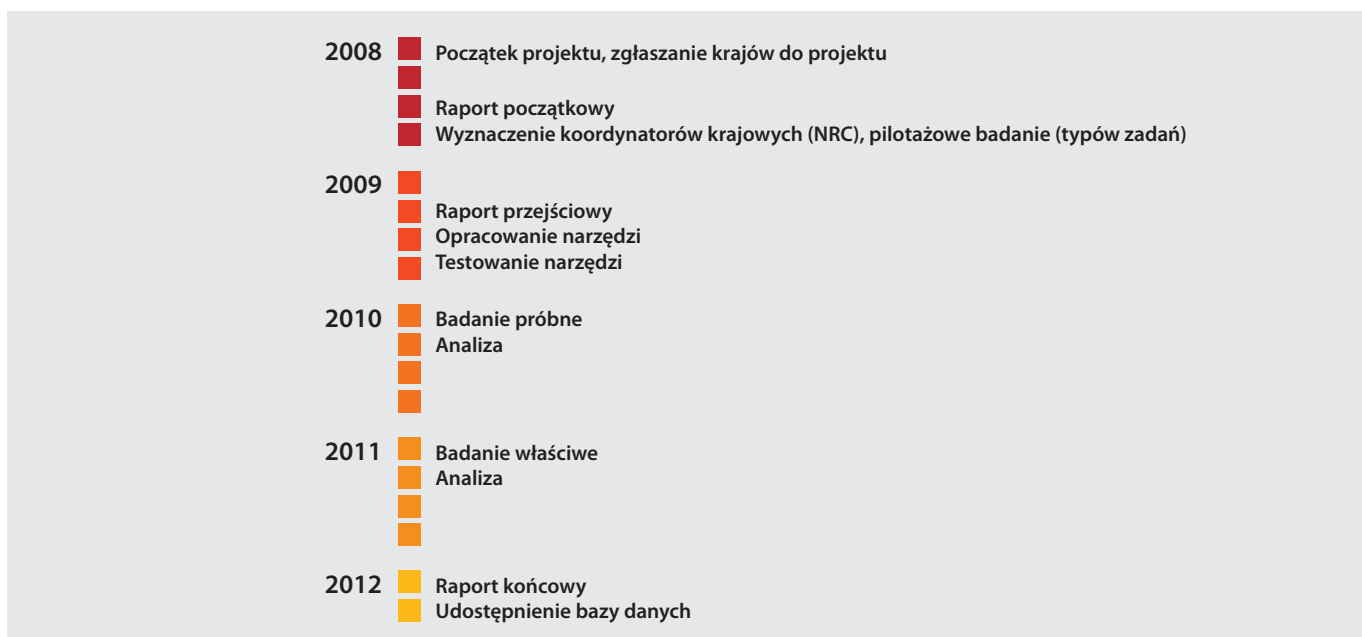 2008 Początek projektu, zgłaszanie krajów do projektu
Raport początkowy
Wyznaczenie koordynatorów krajowych (NRC), pilotażowe badanie (typów zadań)
2009
Raport przejściowy
Opracowanie narzędzi
Testowanie narzędzi
2010 Badanie próbne
Analiza
2011 Badanie właściwe
Analiza
2012 Raport końcowy
Udostępnienie bazy danych